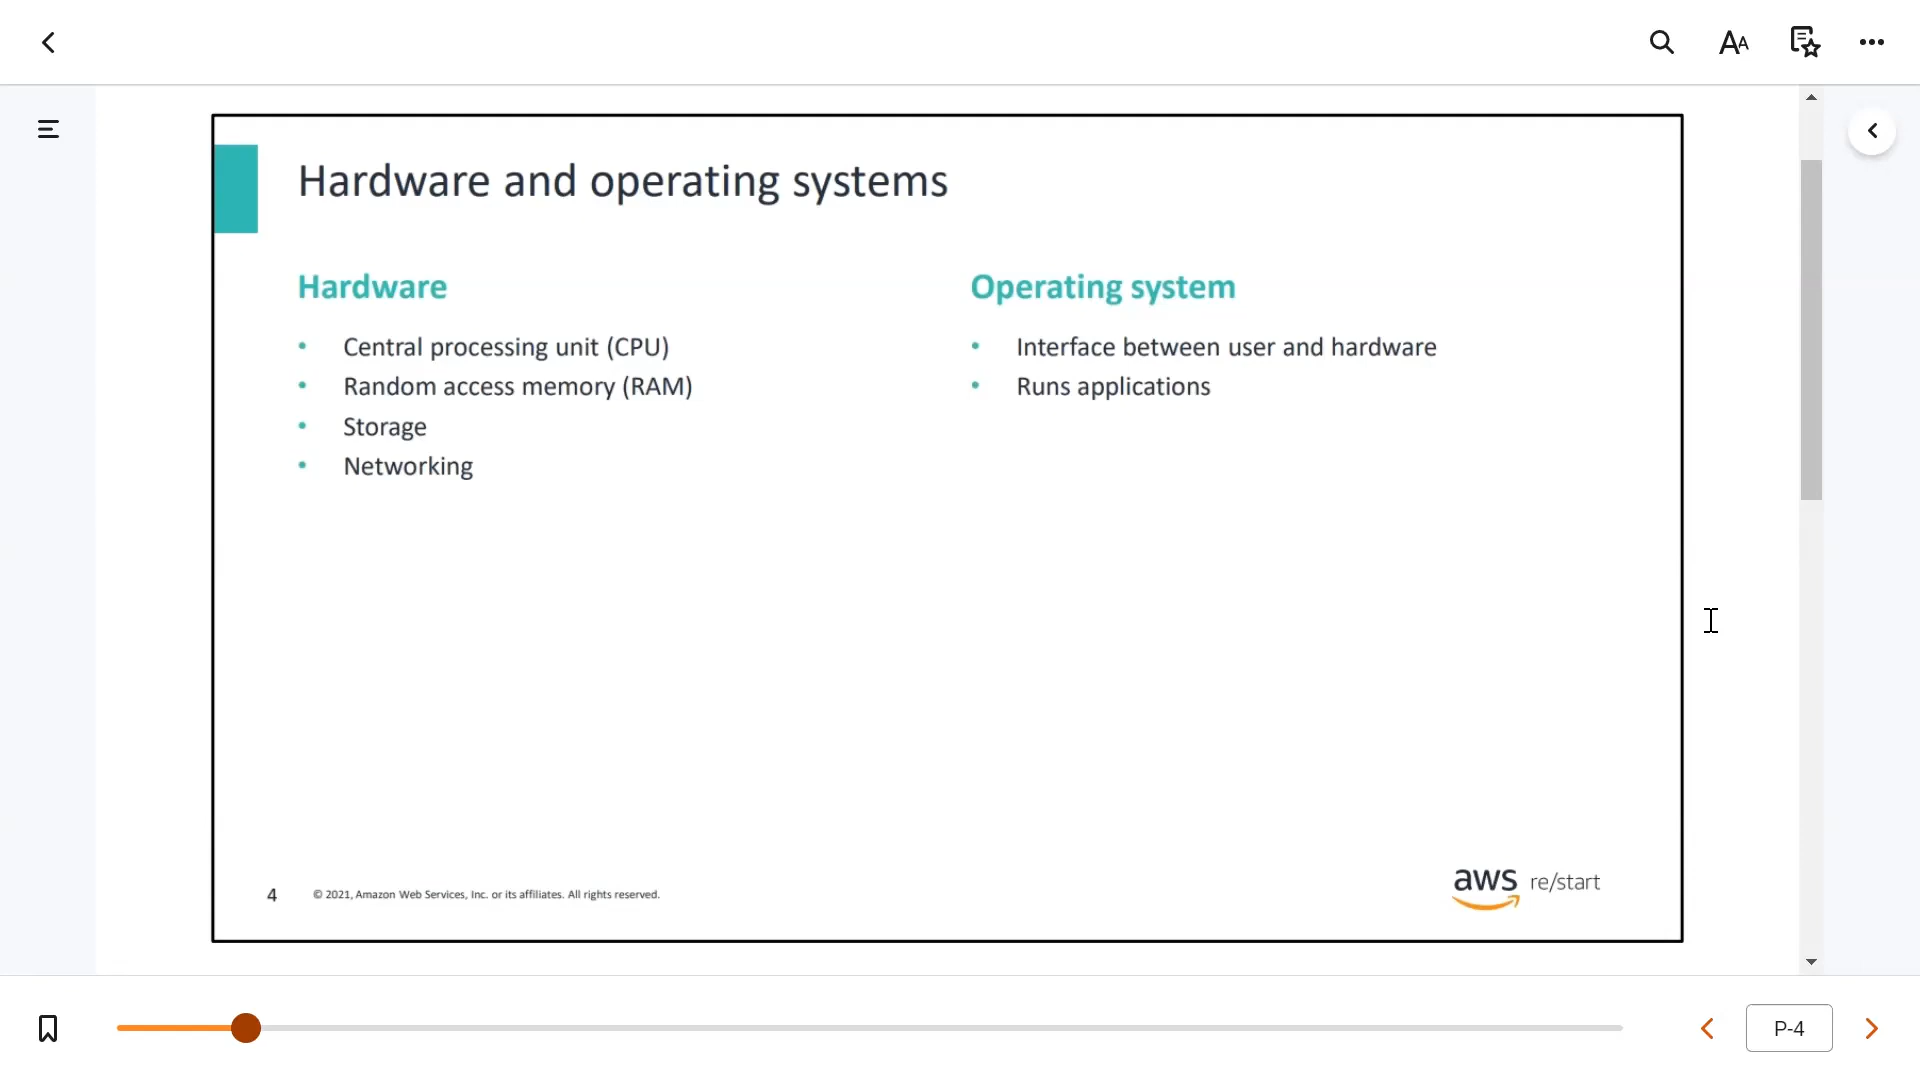 Hardware and operating systems
Hardware
• Central processing unit (CPU)
• Random access memory (RAM)
• Storage
• Networking
Operating system
• Interface between user and hardware
• Runs applications
4 © 2021, Amazon Web Services, Inc. or its affiliates. All rights reserved.
aws re/start
P-4